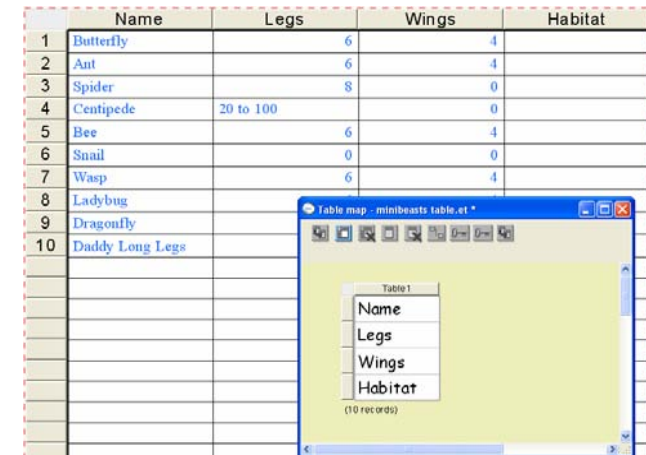 Name Legs Wings Habitat
1 Butterfly 6 4
2 Ant 6 4
3 Spider 8 0
4 Centipede 20 to 100 0
5 Bee 6 4
6 Snail 0 0
7 Wasp 6 4
8 Ladybug
9 Dragonfly
10 Daddy Long Legs
Table map - minibeasts table.et *
Table1
Name
Legs
Wings
Habitat
(10 records)